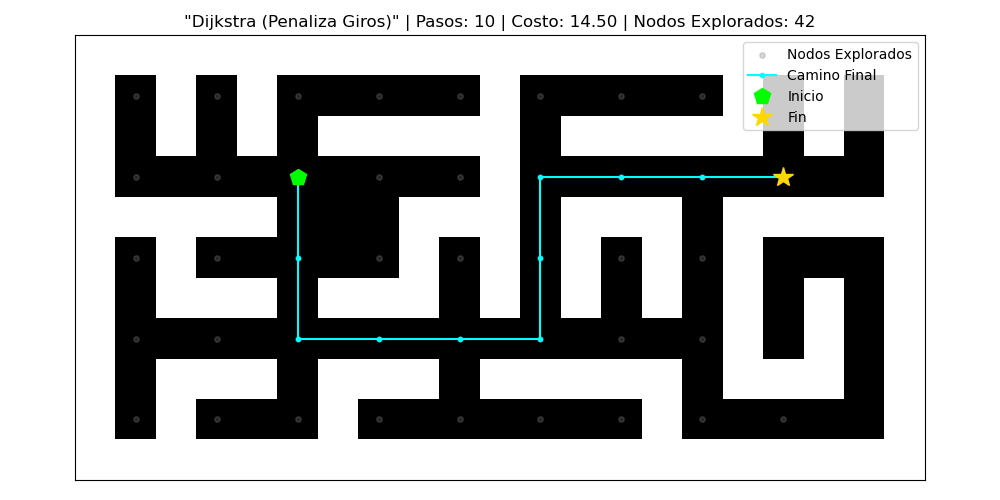 "Dijkstra (Penaliza Giros)" | Pasos: 10 | Costo: 14.50 | Nodos Explorados: 42
Nodos Explorados
Camino Final
Inicio
Fin